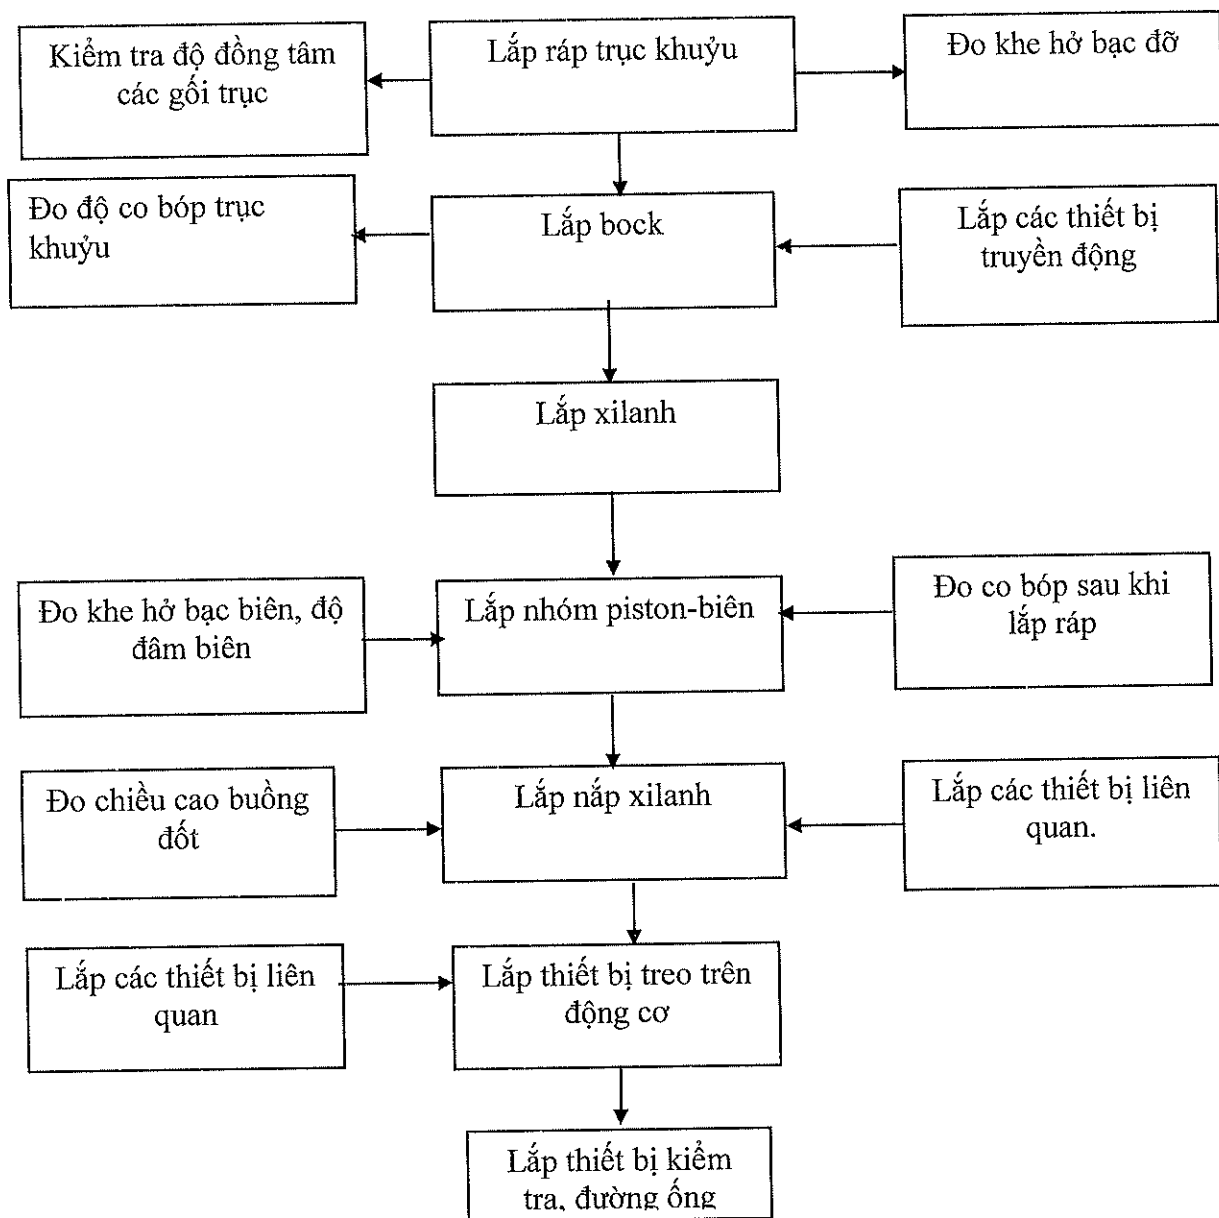 Kiểm tra độ đồng tâm
các gối trục
Lắp ráp trục khuỷu
Đo khe hở bạc đỡ
Đo độ co bóp trục
khuỷu
Lắp bock
Lắp các thiết bị
truyền động
Lắp xilanh
Đo khe hở bạc biên, độ
đâm biên
Lắp nhóm piston-biên
Đo co bóp sau khi
lắp ráp
Đo chiều cao buồng
đốt
Lắp nắp xilanh
Lắp các thiết bị liên
quan.
Lắp các thiết bị liên
quan
Lắp thiết bị treo trên
động cơ
Lắp thiết bị kiểm
tra, đường ống